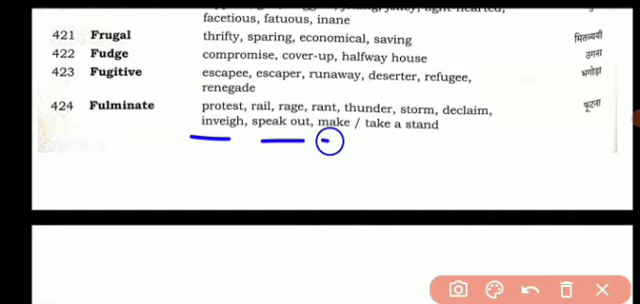 facetious, fatuous, inane
421 Frugal thrifty, sparing, economical, saving मितव्ययी
422 Fudge compromise, cover-up, halfway house ठगना
423 Fugitive escapee, escaper, runaway, deserter, refugee, भगोड़ा
renegade
424 Fulminate protest, rail, rage, rant, thunder, storm, declaim, फूटना
inveigh, speak out, make / take a stand